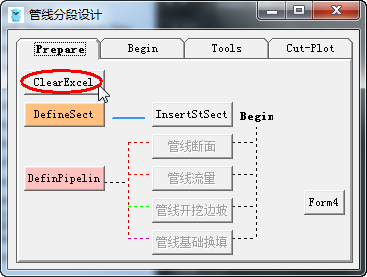 管线分段设计
Prepare Begin Tools Cut-Plot
ClearExcel
DefineSect InsertStSect Begin
管线断面
DefinPipelin 管线流量
管线开挖边坡 Form4
管线基础换填